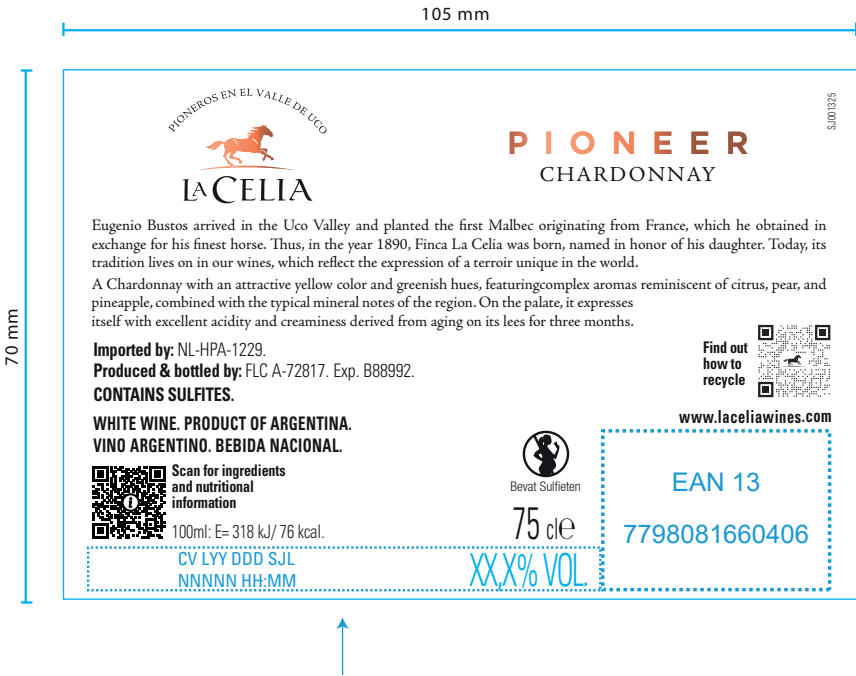 105 mm
70 mm
PIONEROS EN EL VALLE DE UCO
LA CELIA
PIONEER
CHARDONNAY
SJ001325
Eugenio Bustos arrived in the Uco Valley and planted the first Malbec originating from France, which he obtained in
exchange for his finest horse. Thus, in the year 1890, Finca La Celia was born, named in honor of his daughter. Today, its
tradition lives on in our wines, which reflect the expression of a terroir unique in the world.
A Chardonnay with an attractive yellow color and greenish hues, featuringcomplex aromas reminiscent of citrus, pear, and
pineapple, combined with the typical mineral notes of the region. On the palate, it expresses
itself with excellent acidity and creaminess derived from aging on its lees for three months.
Imported by: NL-HPA-1229.
Produced & bottled by: FLC A-72817. Exp. B88992.
CONTAINS SULFITES.
WHITE WINE. PRODUCT OF ARGENTINA.
VINO ARGENTINO. BEBIDA NACIONAL.
Scan for ingredients
and nutritional
information
100ml: E= 318 kJ/ 76 kcal.
CV LYY DDD SJL
NNNNN HH:MM
Bevat Sulfieten
75 cl℮
XX,X% VOL.
Find out
how to
recycle
www.laceliawines.com
EAN 13
7798081660406